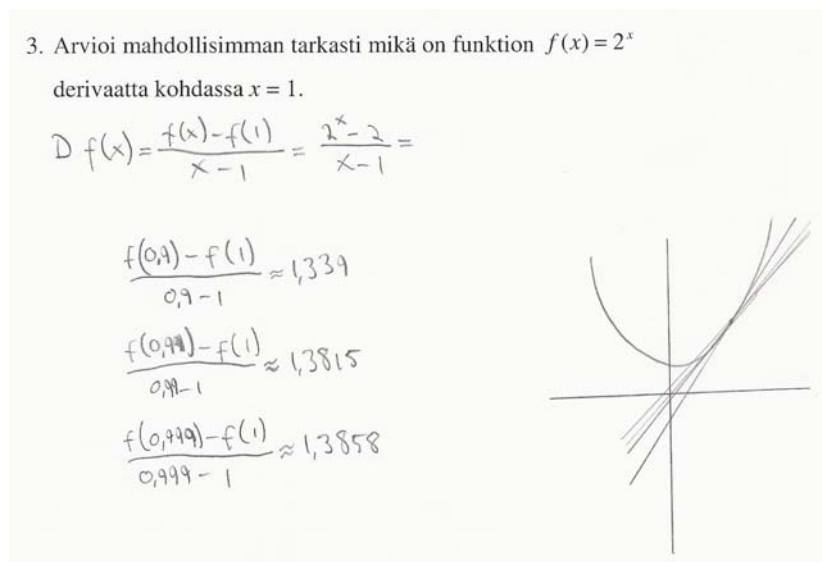 3. Arvioi mahdollisimman tarkasti mikä on funktion f(x) = 2ˣ
derivaatta kohdassa x = 1.
D f(x) = (f(x) - f(1))/(x - 1) = (2ˣ - 2)/(x - 1) =
(f(0,9) - f(1))/(0,9 - 1) ≈ 1,339
(f(0,99) - f(1))/(0,99 - 1) ≈ 1,3815
(f(0,999) - f(1))/(0,999 - 1) ≈ 1,3858